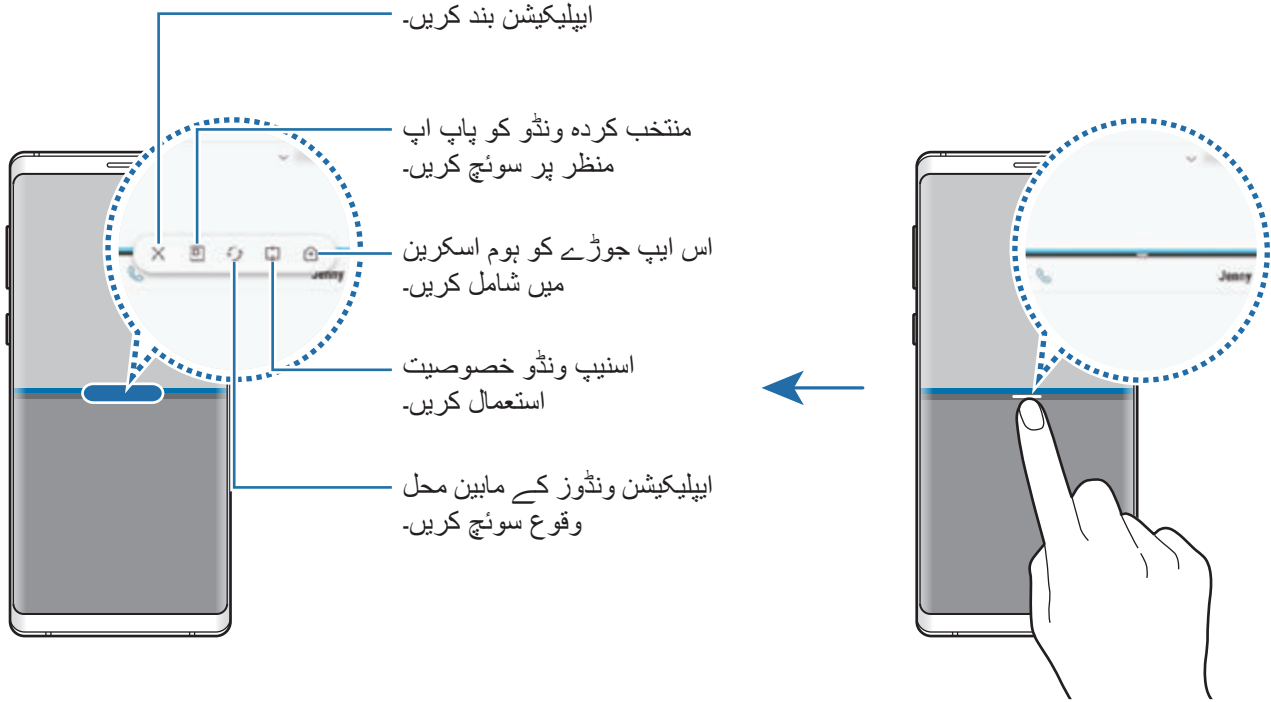 ایپلیکیشن بند کریں۔
منتخب کردہ ونڈو کو پاپ اپ
منظر پر سوئچ کریں۔
اس ایپ جوڑے کو ہوم اسکرین
میں شامل کریں۔
اسنیپ ونڈو خصوصیت
استعمال کریں۔
ایپلیکیشن ونڈوز کے مابین محل
وقوع سوئچ کریں۔
Jenny
Jenny